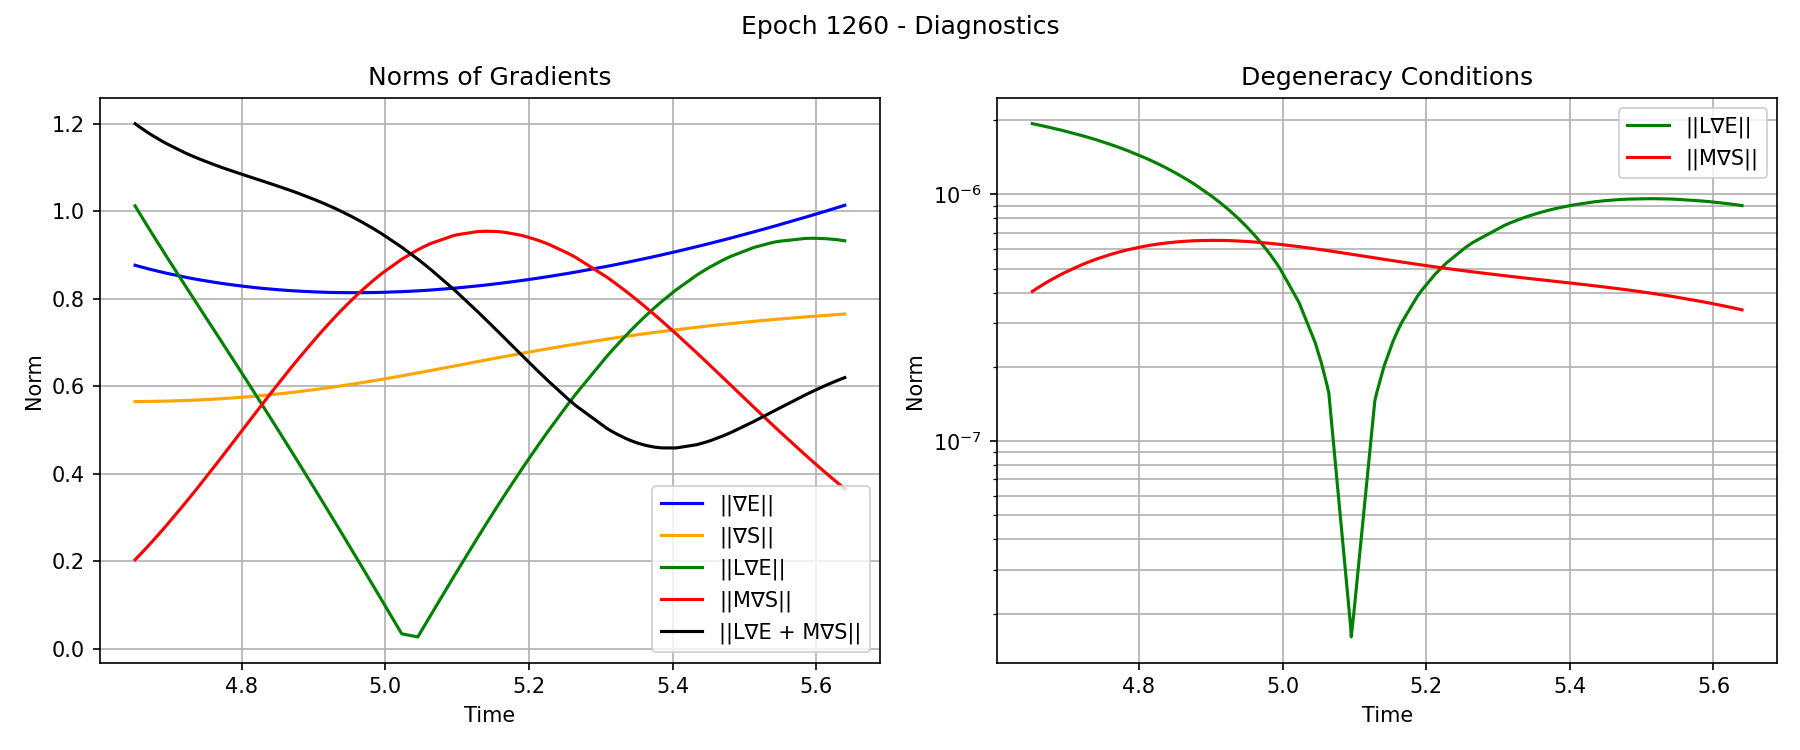 Epoch 1260 - Diagnostics
Norms of Gradients
Norm
1.2
1.0
0.8
0.6
0.4
0.2
0.0
4.8
5.0
5.2
5.4
5.6
Time
||∇E||
||∇S||
||L∇E||
||M∇S||
||L∇E + M∇S||
Degeneracy Conditions
Norm
10⁻⁶
10⁻⁷
4.8
5.0
5.2
5.4
5.6
Time
||L∇E||
||M∇S||